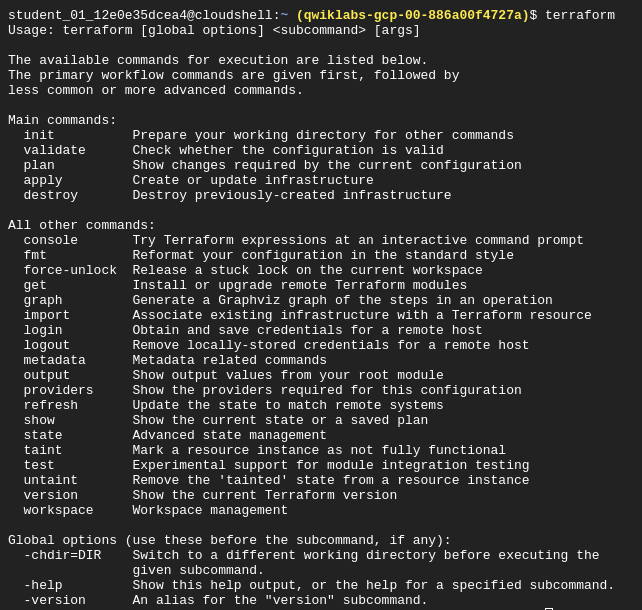 student_01_12e0e35dcea4@cloudshell:~ (qwiklabs-gcp-00-886a00f4727a)$ terraform
Usage: terraform [global options] <subcommand> [args]

The available commands for execution are listed below.
The primary workflow commands are given first, followed by
less common or more advanced commands.

Main commands:
  init          Prepare your working directory for other commands
  validate      Check whether the configuration is valid
  plan          Show changes required by the current configuration
  apply         Create or update infrastructure
  destroy       Destroy previously-created infrastructure

All other commands:
  console       Try Terraform expressions at an interactive command prompt
  fmt           Reformat your configuration in the standard style
  force-unlock  Release a stuck lock on the current workspace
  get           Install or upgrade remote Terraform modules
  graph         Generate a Graphviz graph of the steps in an operation
  import        Associate existing infrastructure with a Terraform resource
  login         Obtain and save credentials for a remote host
  logout        Remove locally-stored credentials for a remote host
  metadata      Metadata related commands
  output        Show output values from your root module
  providers     Show the providers required for this configuration
  refresh       Update the state to match remote systems
  show          Show the current state or a saved plan
  state         Advanced state management
  taint         Mark a resource instance as not fully functional
  test          Experimental support for module integration testing
  untaint       Remove the 'tainted' state from a resource instance
  version       Show the current Terraform version
  workspace     Workspace management

Global options (use these before the subcommand, if any):
  -chdir=DIR    Switch to a different working directory before executing the
                given subcommand.
  -help         Show this help output, or the help for a specified subcommand.
  -version      An alias for the "version" subcommand.